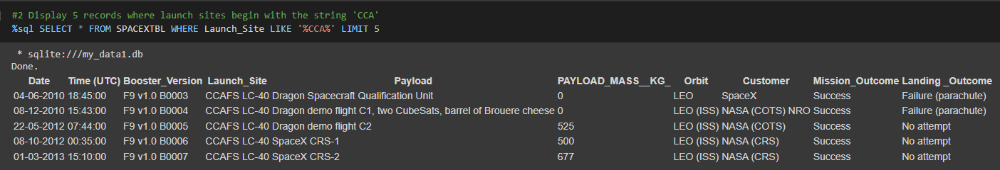 #2 Display 5 records where launch sites begin with the string 'CCA'
%sql SELECT * FROM SPACEXTBL WHERE Launch_Site LIKE '%CCA%' LIMIT 5
* sqlite:///my_data1.db
Done.
Date Time (UTC) Booster_Version Launch_Site Payload PAYLOAD_MASS__KG_ Orbit Customer Mission_Outcome Landing _Outcome
04-06-2010 18:45:00 F9 v1.0 B0003 CCAFS LC-40 Dragon Spacecraft Qualification Unit 0 LEO SpaceX Success Failure (parachute)
08-12-2010 15:43:00 F9 v1.0 B0004 CCAFS LC-40 Dragon demo flight C1, two CubeSats, barrel of Brouere cheese 0 LEO (ISS) NASA (COTS) NRO Success Failure (parachute)
22-05-2012 07:44:00 F9 v1.0 B0005 CCAFS LC-40 Dragon demo flight C2 525 LEO (ISS) NASA (COTS) Success No attempt
08-10-2012 00:35:00 F9 v1.0 B0006 CCAFS LC-40 SpaceX CRS-1 500 LEO (ISS) NASA (CRS) Success No attempt
01-03-2013 15:10:00 F9 v1.0 B0007 CCAFS LC-40 SpaceX CRS-2 677 LEO (ISS) NASA (CRS) Success No attempt